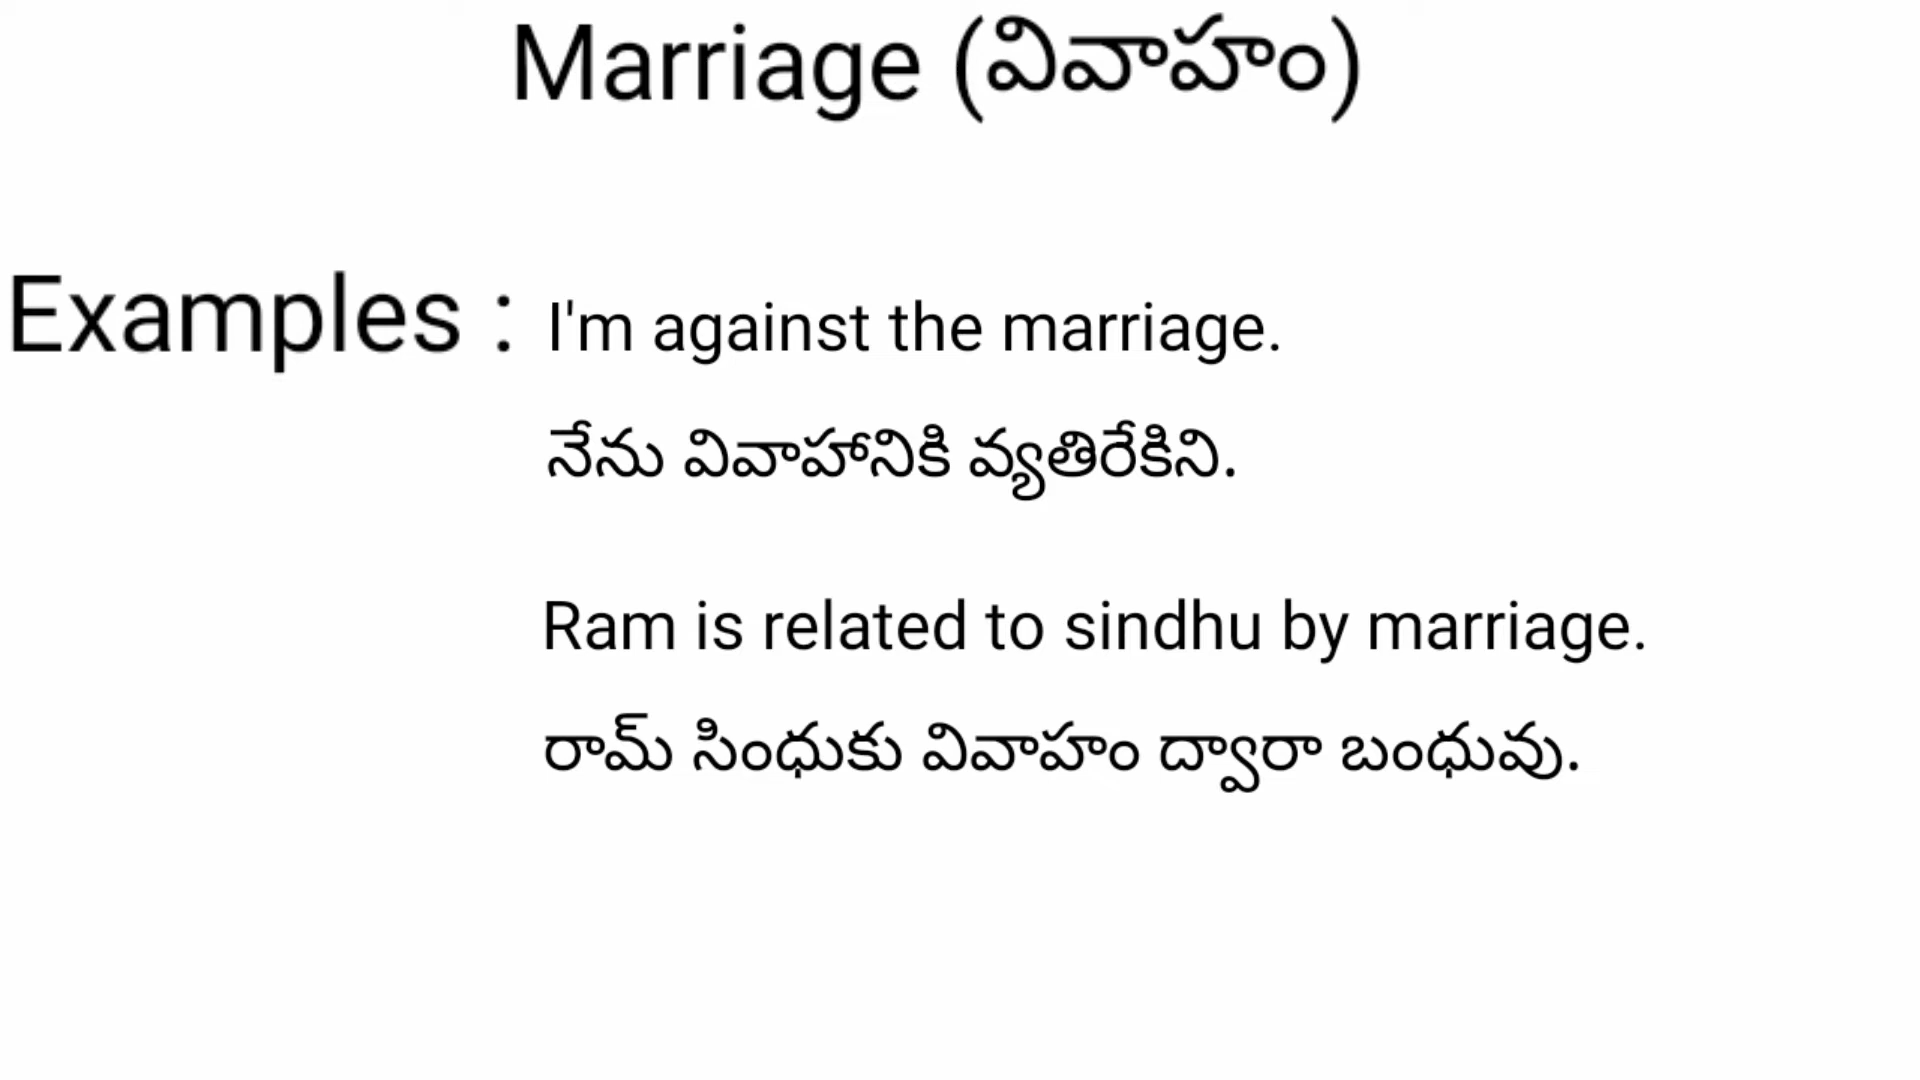 Marriage (వివాహం)
Examples : I'm against the marriage.
నేను వివాహానికి వ్యతిరేకిని.
Ram is related to sindhu by marriage.
రామ్ సింధుకు వివాహం ద్వారా బంధువు.